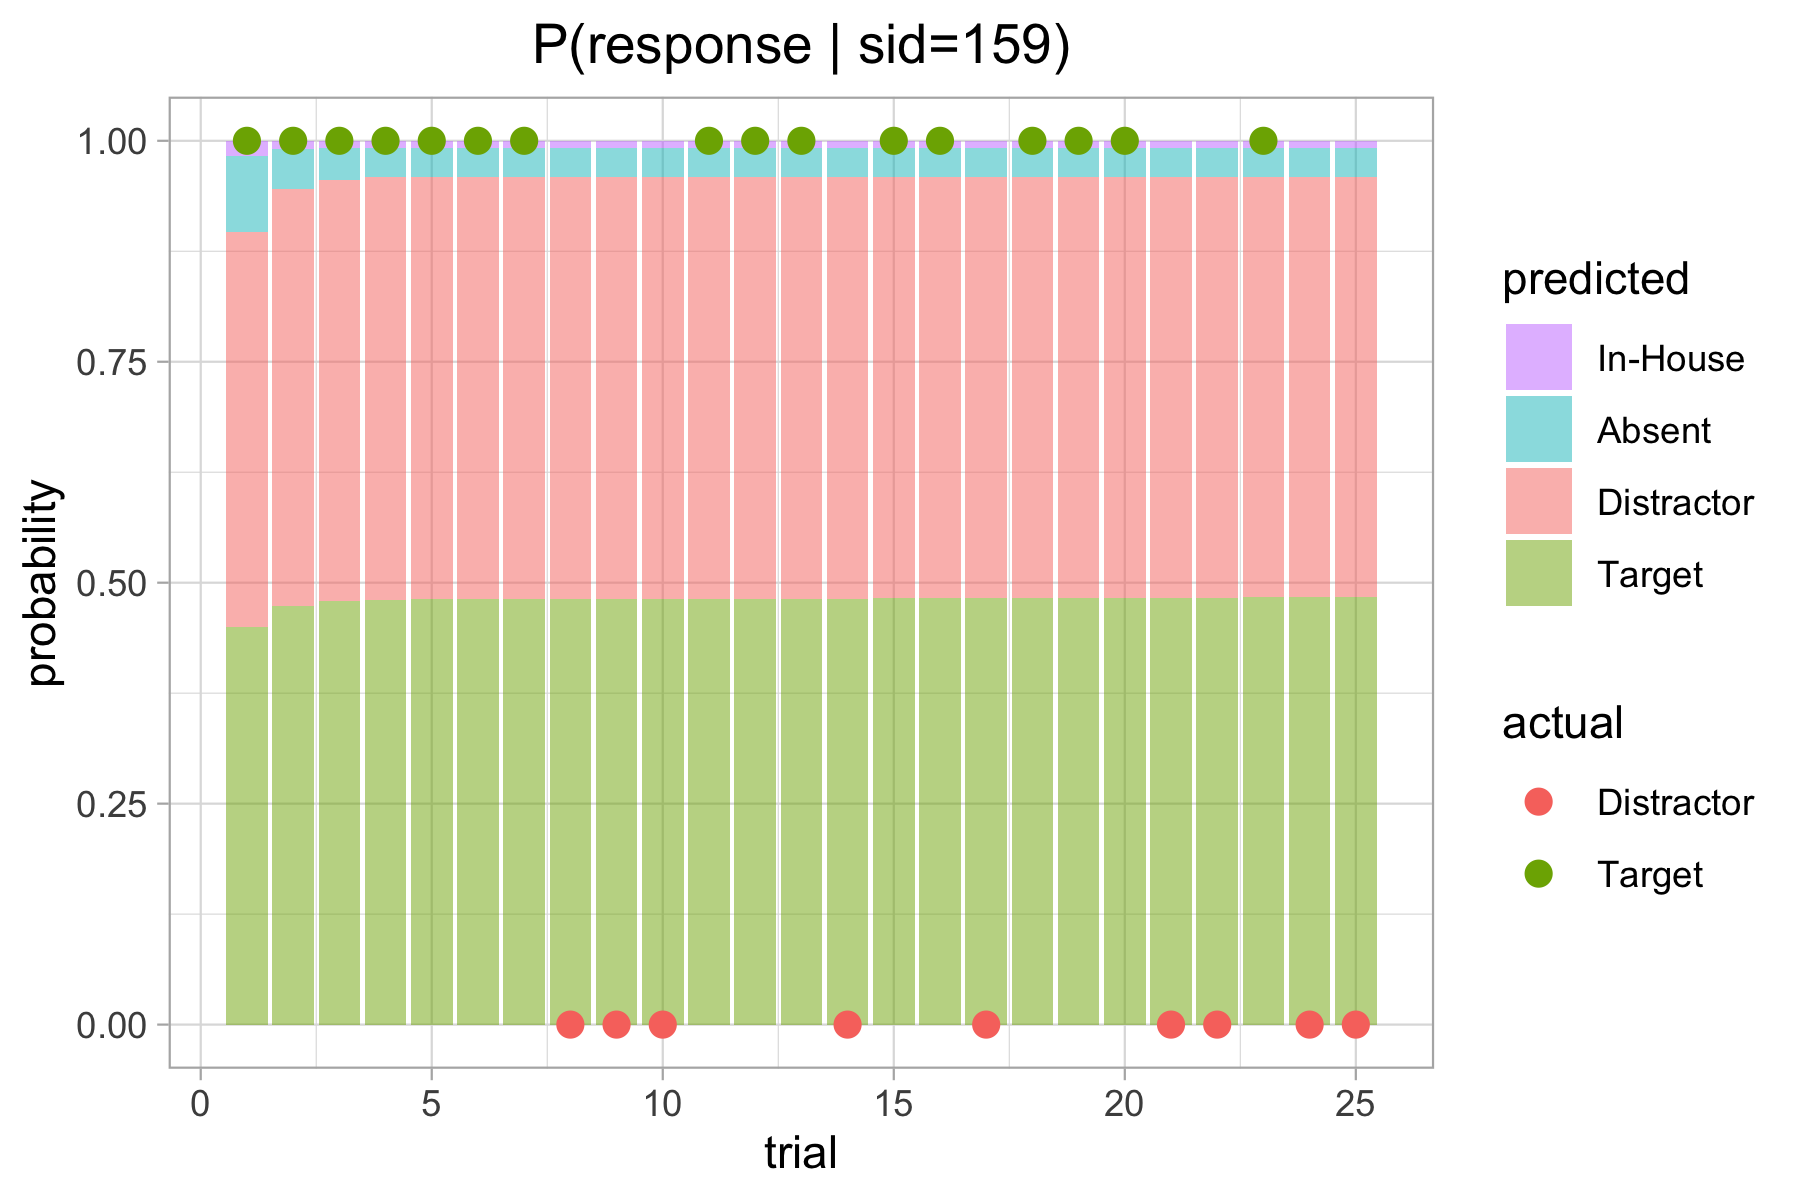 P(response | sid=159)
1.00
0.75
0.50
0.25
0.00
probability
0 5 10 15 20 25
trial
predicted
In-House
Absent
Distractor
Target
actual
Distractor
Target